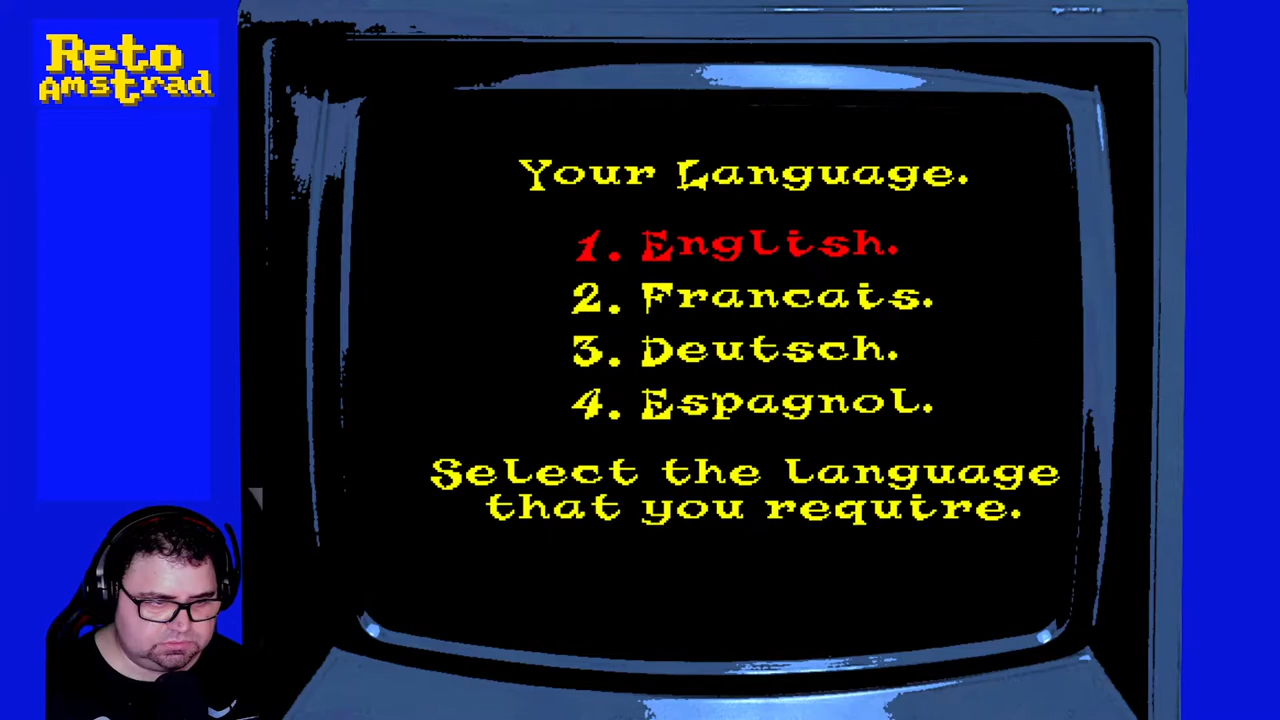 Reto
Amstrad
Your Language.
1. English.
2. Francais.
3. Deutsch.
4. Espagnol.
Select the language
that you require.